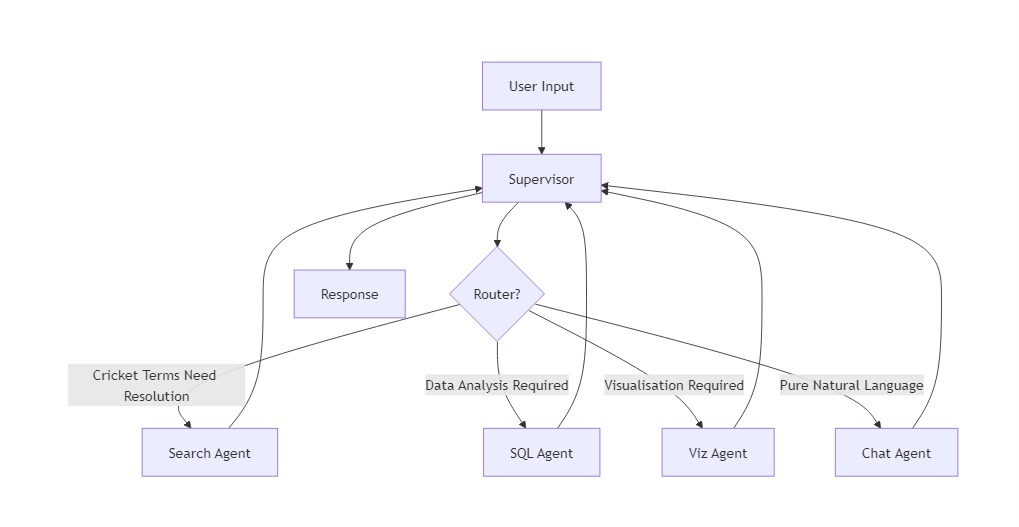 User Input
Supervisor
Response
Router?
Cricket Terms Need
Resolution
Data Analysis Required
Visualisation Required
Pure Natural Language
Search Agent
SQL Agent
Viz Agent
Chat Agent